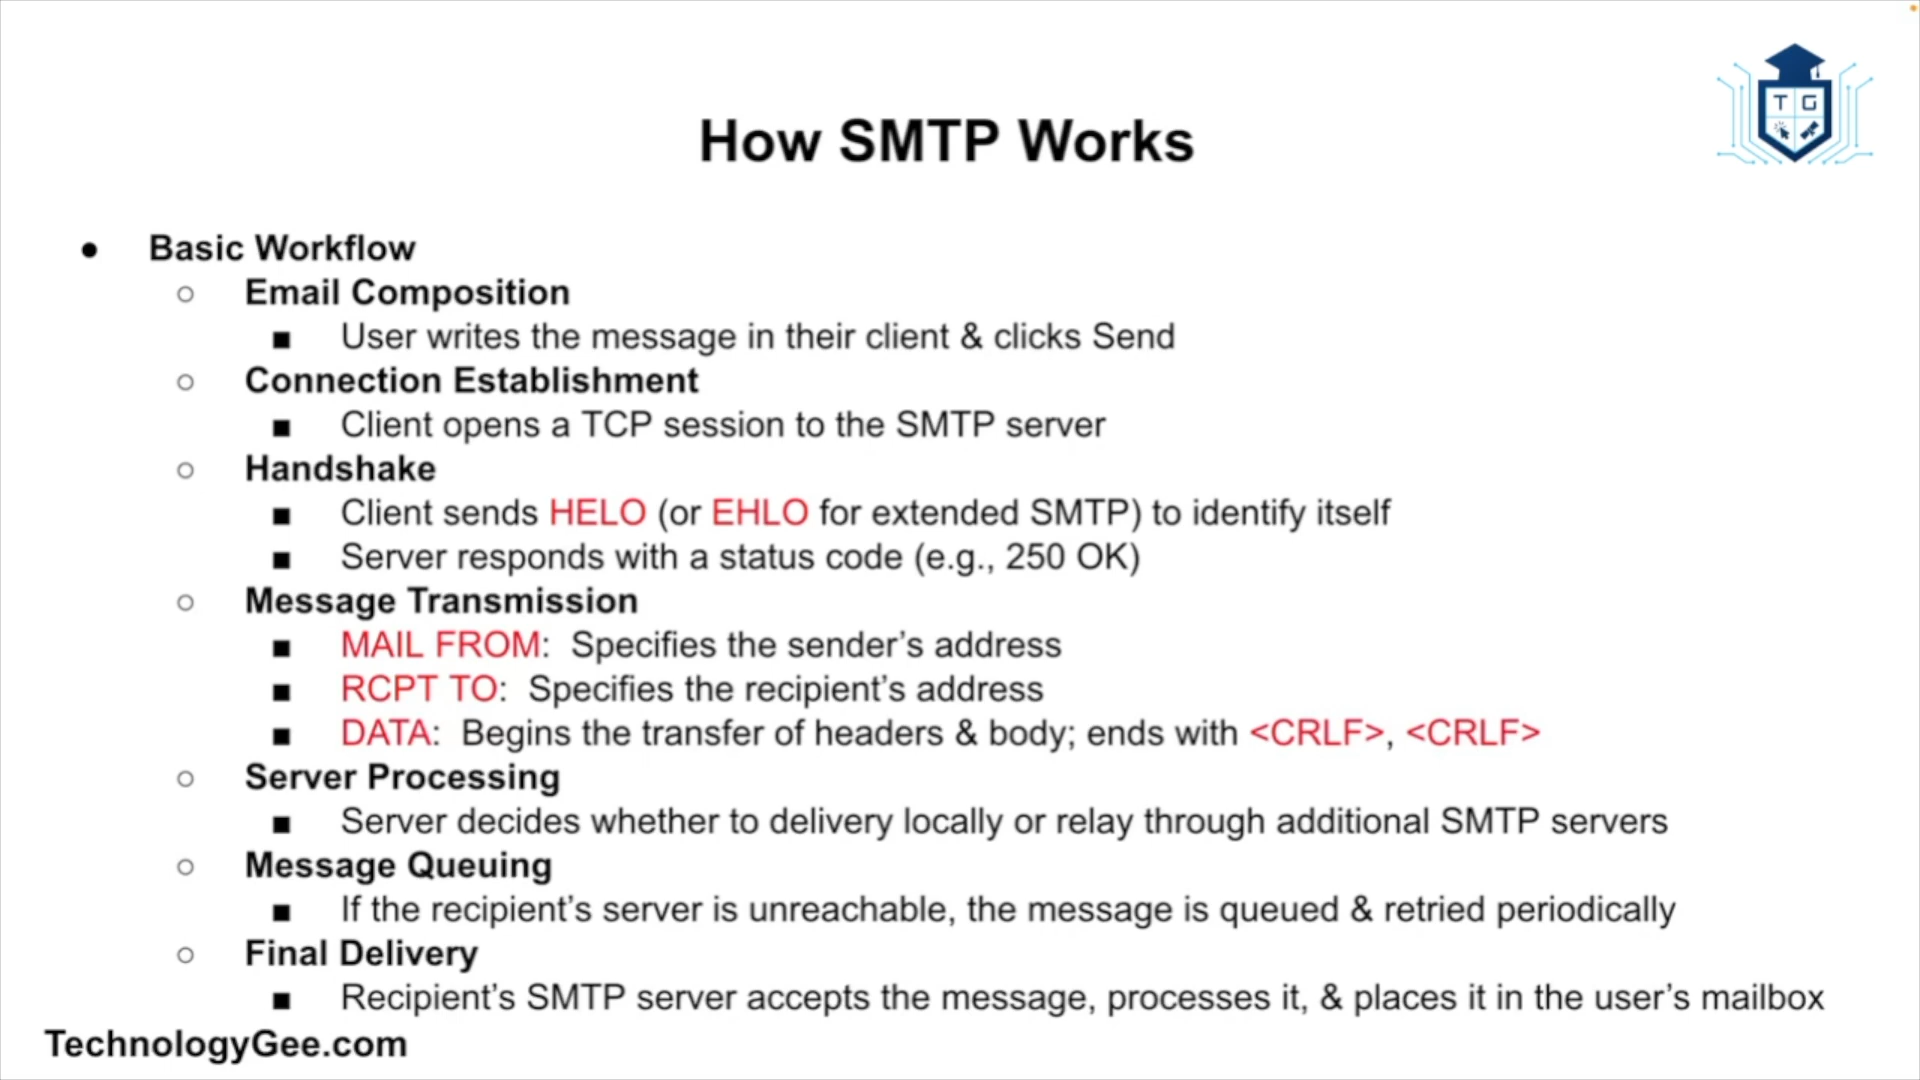 T G
How SMTP Works
● Basic Workflow
○ Email Composition
■ User writes the message in their client & clicks Send
○ Connection Establishment
■ Client opens a TCP session to the SMTP server
○ Handshake
■ Client sends HELO (or EHLO for extended SMTP) to identify itself
■ Server responds with a status code (e.g., 250 OK)
○ Message Transmission
■ MAIL FROM:  Specifies the sender’s address
■ RCPT TO:  Specifies the recipient’s address
■ DATA:  Begins the transfer of headers & body; ends with <CRLF>, <CRLF>
○ Server Processing
■ Server decides whether to delivery locally or relay through additional SMTP servers
○ Message Queuing
■ If the recipient’s server is unreachable, the message is queued & retried periodically
○ Final Delivery
■ Recipient’s SMTP server accepts the message, processes it, & places it in the user’s mailbox
TechnologyGee.com